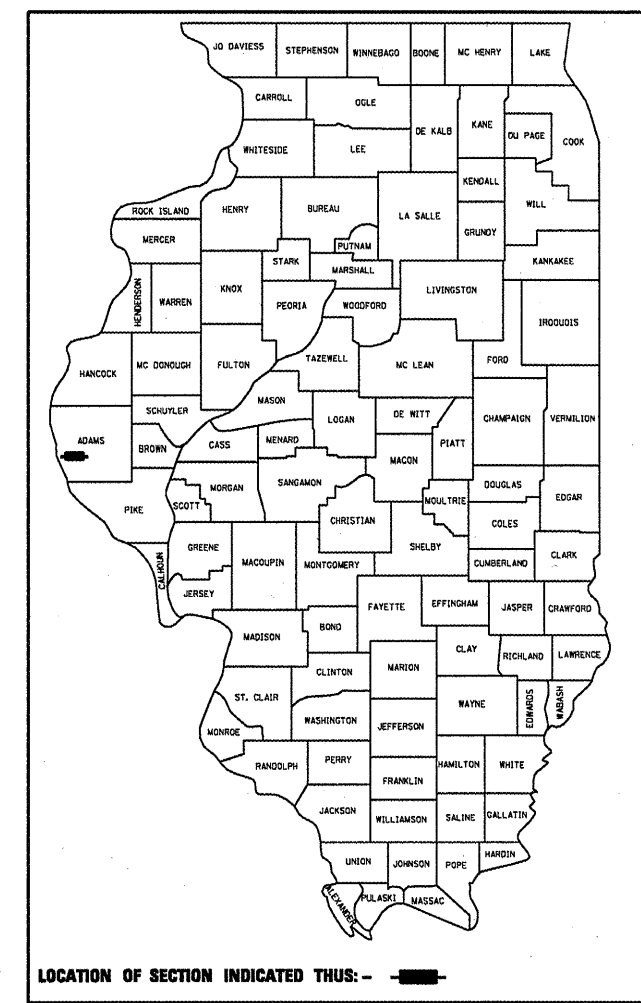 JO DAVIESS STEPHENSON WINNEBAGO BOONE MC HENRY LAKE
CARROLL OGLE DE KALB KANE DU PAGE COOK
WHITESIDE LEE
KENDALL WILL
ROCK ISLAND HENRY BUREAU LA SALLE GRUNDY
MERCER PUTNAM
STARK MARSHALL KANKAKEE
HENDERSON WARREN KNOX PEORIA WOODFORD LIVINGSTON
IROQUOIS
HANCOCK MC DONOUGH FULTON TAZEWELL MC LEAN FORD
MASON
SCHUYLER LOGAN DE WITT CHAMPAIGN VERMILION
ADAMS BROWN CASS MENARD PIATT
MACON
MORGAN SANGAMON DOUGLAS
PIKE SCOTT MOULTRIE EDGAR
CHRISTIAN COLES
GREENE MACOUPIN MONTGOMERY SHELBY
CALHOUN CUMBERLAND CLARK
JERSEY FAYETTE EFFINGHAM JASPER CRAWFORD
MADISON BOND
CLAY RICHLAND LAWRENCE
CLINTON MARION
ST. CLAIR WAYNE EDWARDS WABASH
WASHINGTON JEFFERSON
MONROE
RANDOLPH PERRY HAMILTON WHITE
FRANKLIN
JACKSON WILLIAMSON SALINE GALLATIN
UNION JOHNSON POPE HARDIN
ALEXANDER PULASKI MASSAC
LOCATION OF SECTION INDICATED THUS: -